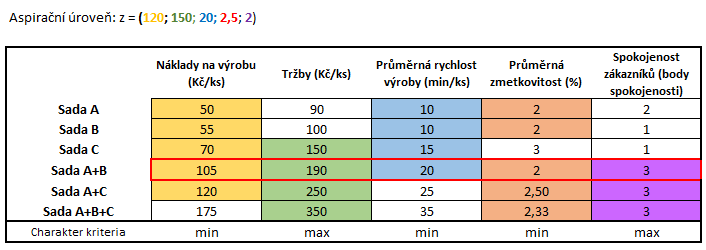 Aspirační úroveň: z = (120; 150; 20; 2,5; 2)
Náklady na výrobu (Kč/ks) Tržby (Kč/ks) Průměrná rychlost výroby (min/ks) Průměrná zmetkovitost (%) Spokojenost zákazníků (body spokojenosti)
Sada A 50 90 10 2 2
Sada B 55 100 10 2 1
Sada C 70 150 15 3 1
Sada A+B 105 190 20 2 3
Sada A+C 120 250 25 2,50 3
Sada A+B+C 175 350 35 2,33 3
Charakter kriteria min max min min max